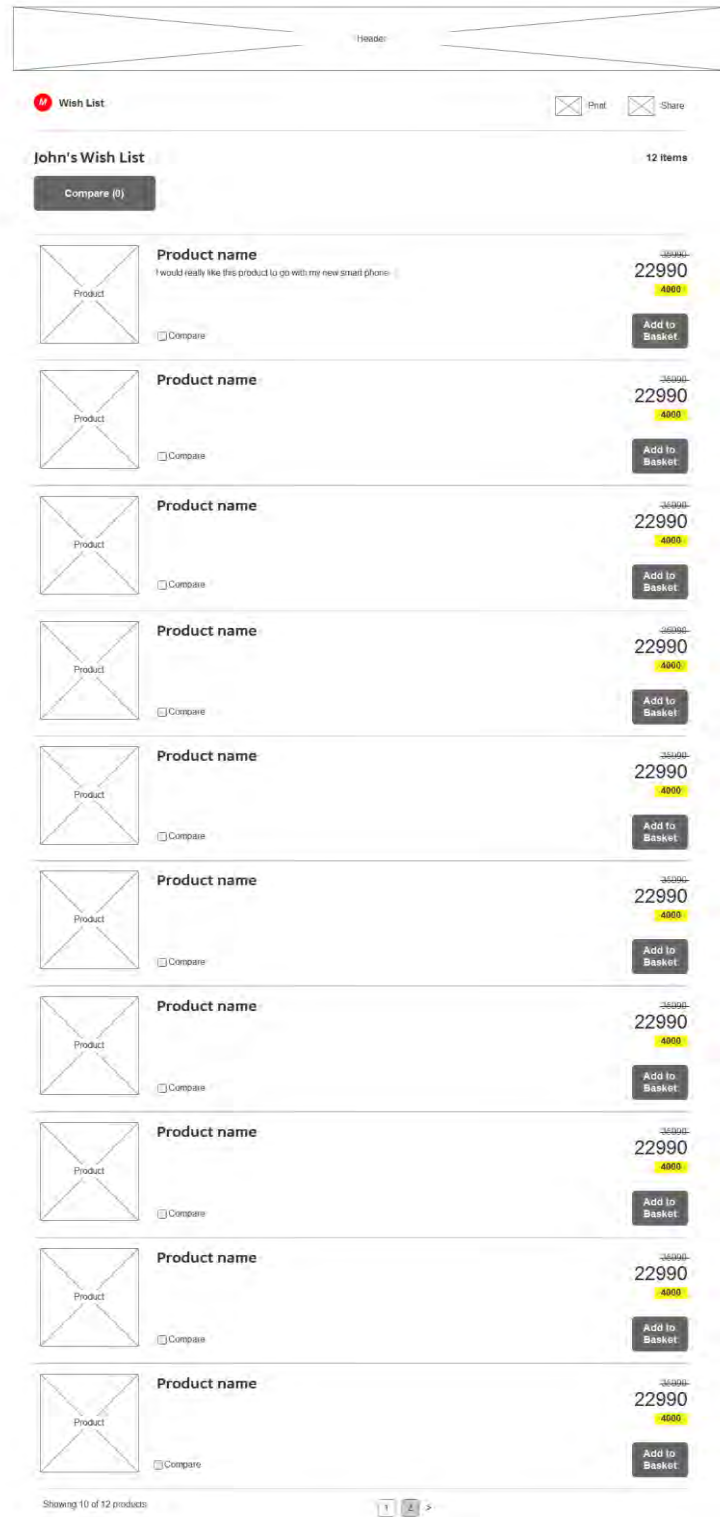 Header
M Wish List
Print Share
John's Wish List
12 Items
Compare (0)
Product
Product name
I would really like this product to go with my new smart phone
Compare
22990
4000
Add to
Basket
Product
Product name
Compare
22990
4000
Add to
Basket
Product
Product name
Compare
22990
4000
Add to
Basket
Product
Product name
Compare
22990
4000
Add to
Basket
Product
Product name
Compare
22990
4000
Add to
Basket
Product
Product name
Compare
22990
4000
Add to
Basket
Product
Product name
Compare
22990
4000
Add to
Basket
Product
Product name
Compare
22990
4000
Add to
Basket
Product
Product name
Compare
22990
4000
Add to
Basket
Product
Product name
Compare
22990
4000
Add to
Basket
Showing 10 of 12 products
1 2 >